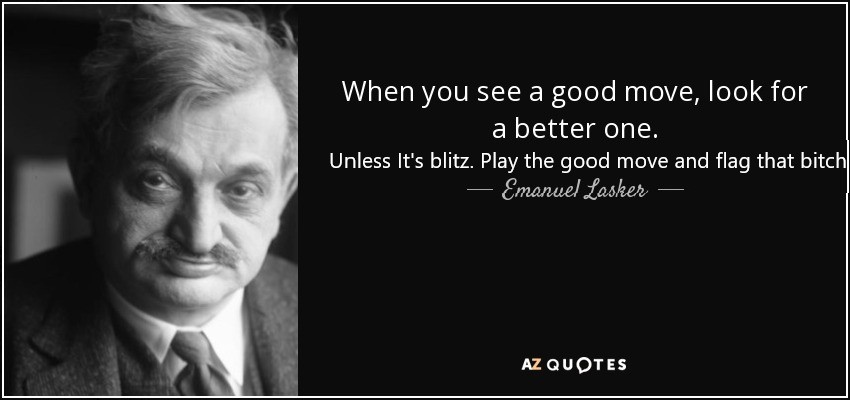 When you see a good move, look for
a better one.
Unless It's blitz. Play the good move and flag that bitch
Emanuel Lasker
AZ QUOTES